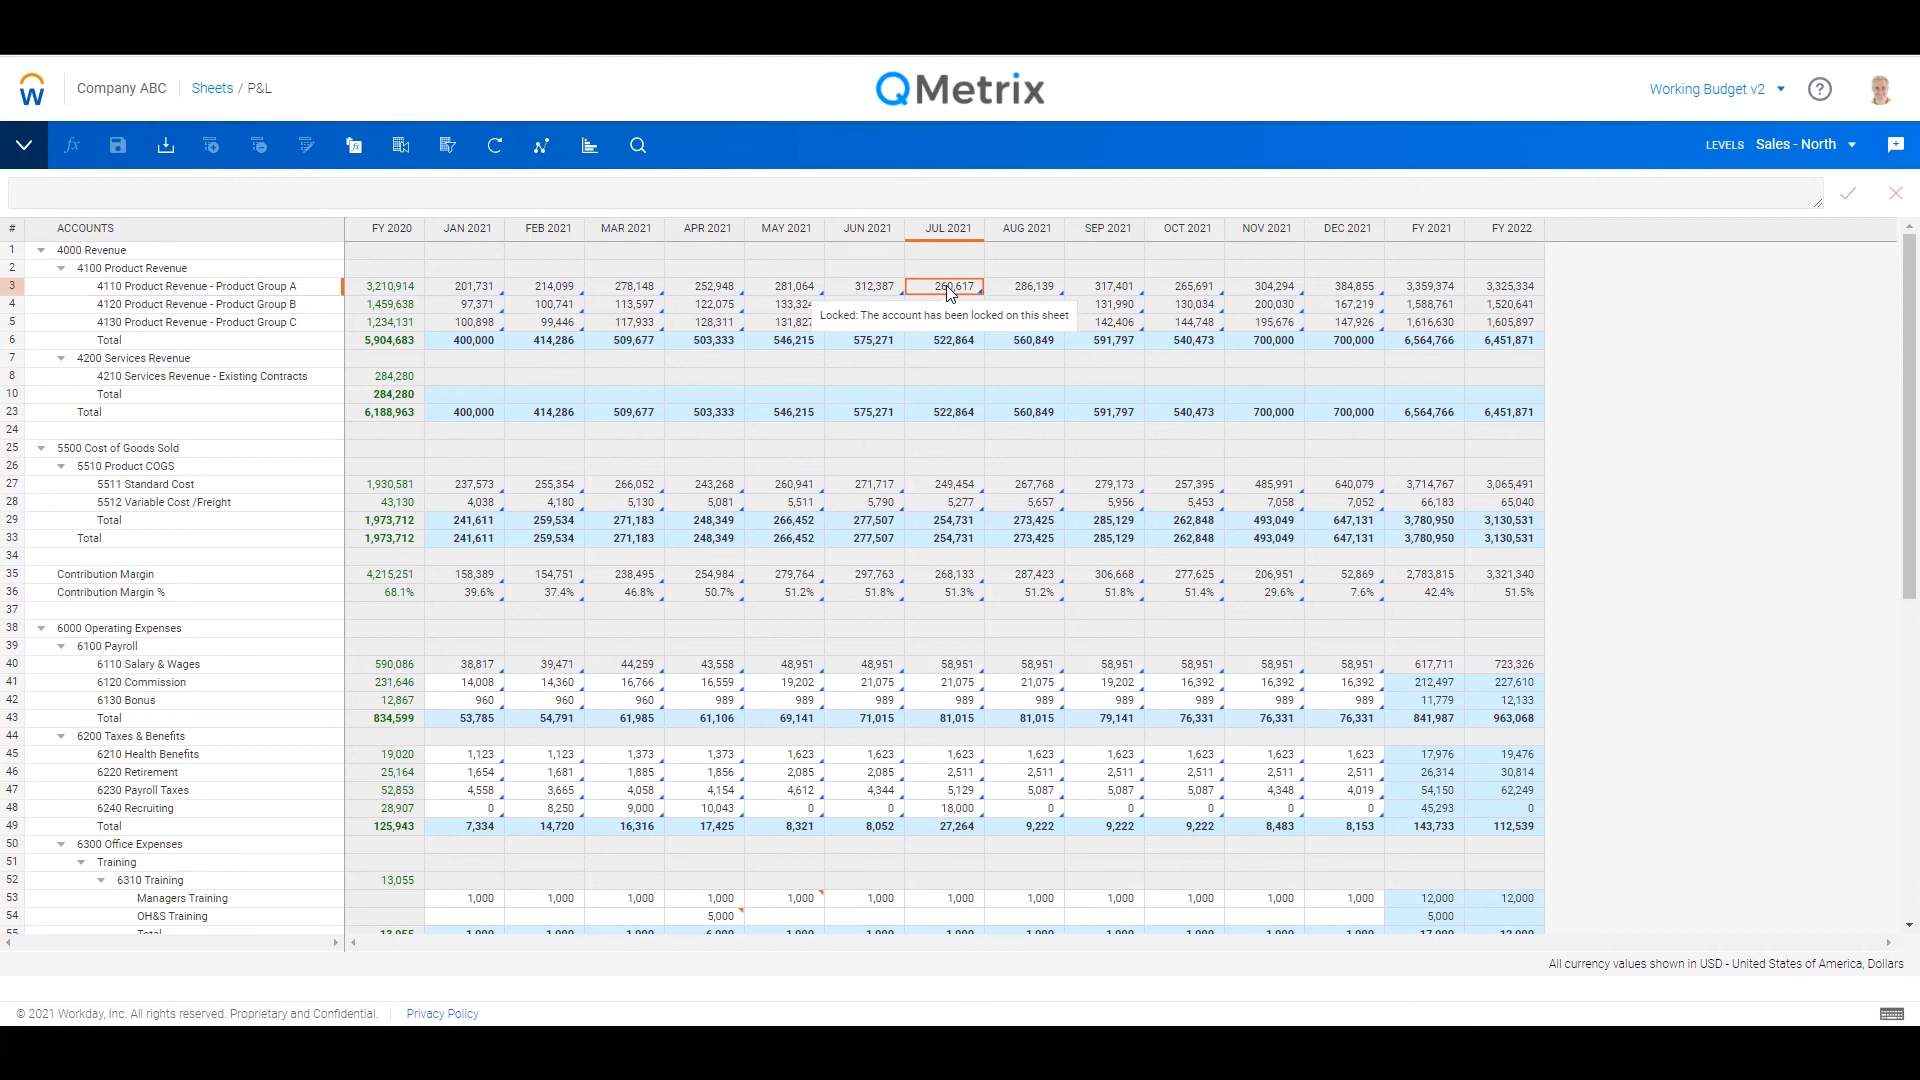 W Company ABC Sheets / P&L QMetrix Working Budget v2 ?
fx LEVELS Sales - North
# ACCOUNTS FY 2020 JAN 2021 FEB 2021 MAR 2021 APR 2021 MAY 2021 JUN 2021 JUL 2021 AUG 2021 SEP 2021 OCT 2021 NOV 2021 DEC 2021 FY 2021 FY 2022
1 4000 Revenue
2 4100 Product Revenue
3 4110 Product Revenue - Product Group A 3,210,914 201,731 214,099 278,148 252,948 281,064 312,387 260,617 286,139 317,401 265,691 304,294 384,855 3,359,374 3,325,334
4 4120 Product Revenue - Product Group B 1,459,638 97,371 100,741 113,597 122,075 133,324 131,990 130,034 200,030 167,219 1,588,761 1,520,641
Locked: The account has been locked on this sheet
5 4130 Product Revenue - Product Group C 1,234,131 100,898 99,446 117,933 128,311 131,827 142,406 144,748 195,676 147,926 1,616,630 1,605,897
6 Total 5,904,683 400,000 414,286 509,677 503,333 546,215 575,271 522,864 560,849 591,797 540,473 700,000 700,000 6,564,766 6,451,871
7 4200 Services Revenue
8 4210 Services Revenue - Existing Contracts 284,280
10 Total 284,280
23 Total 6,188,963 400,000 414,286 509,677 503,333 546,215 575,271 522,864 560,849 591,797 540,473 700,000 700,000 6,564,766 6,451,871
24
25 5500 Cost of Goods Sold
26 5510 Product COGS
27 5511 Standard Cost 1,930,581 237,573 255,354 266,052 243,268 260,941 271,717 249,454 267,768 279,173 257,395 485,991 640,079 3,714,767 3,065,491
28 5512 Variable Cost /Freight 43,130 4,038 4,180 5,130 5,081 5,511 5,790 5,277 5,657 5,956 5,453 7,058 7,052 66,183 65,040
29 Total 1,973,712 241,611 259,534 271,183 248,349 266,452 277,507 254,731 273,425 285,129 262,848 493,049 647,131 3,780,950 3,130,531
33 Total 1,973,712 241,611 259,534 271,183 248,349 266,452 277,507 254,731 273,425 285,129 262,848 493,049 647,131 3,780,950 3,130,531
34
35 Contribution Margin 4,215,251 158,389 154,751 238,495 254,984 279,764 297,763 268,133 287,423 306,668 277,625 206,951 52,869 2,783,815 3,321,340
36 Contribution Margin % 68.1% 39.6% 37.4% 46.8% 50.7% 51.2% 51.8% 51.3% 51.2% 51.8% 51.4% 29.6% 7.6% 42.4% 51.5%
37
38 6000 Operating Expenses
39 6100 Payroll
40 6110 Salary & Wages 590,086 38,817 39,471 44,259 43,558 48,951 48,951 58,951 58,951 58,951 58,951 58,951 58,951 617,711 723,326
41 6120 Commission 231,646 14,008 14,360 16,766 16,559 19,202 21,075 21,075 21,075 19,202 16,392 16,392 16,392 212,497 227,610
42 6130 Bonus 12,867 960 960 960 989 989 989 989 989 989 989 989 989 11,779 12,133
43 Total 834,599 53,785 54,791 61,985 61,106 69,141 71,015 81,015 81,015 79,141 76,331 76,331 76,331 841,987 963,068
44 6200 Taxes & Benefits
45 6210 Health Benefits 19,020 1,123 1,123 1,373 1,373 1,623 1,623 1,623 1,623 1,623 1,623 1,623 1,623 17,976 19,476
46 6220 Retirement 25,164 1,654 1,681 1,885 1,856 2,085 2,085 2,511 2,511 2,511 2,511 2,511 2,511 26,314 30,814
47 6230 Payroll Taxes 52,853 4,558 3,665 4,058 4,154 4,612 4,344 5,129 5,087 5,087 5,087 4,348 4,019 54,150 62,249
48 6240 Recruiting 28,907 0 8,250 9,000 10,043 0 0 18,000 0 0 0 0 0 45,293 0
49 Total 125,943 7,334 14,720 16,316 17,425 8,321 8,052 27,264 9,222 9,222 9,222 8,483 8,153 143,733 112,539
50 6300 Office Expenses
51 Training
52 6310 Training 13,055
53 Managers Training 1,000 1,000 1,000 1,000 1,000 1,000 1,000 1,000 1,000 1,000 1,000 1,000 12,000 12,000
54 OH&S Training 5,000 5,000
55 Total 13,055 1,000 1,000 1,000 6,000 1,000 1,000 1,000 1,000 1,000 1,000 1,000 1,000 17,000 12,000
All currency values shown in USD - United States of America, Dollars
© 2021 Workday, Inc. All rights reserved. Proprietary and Confidential. Privacy Policy